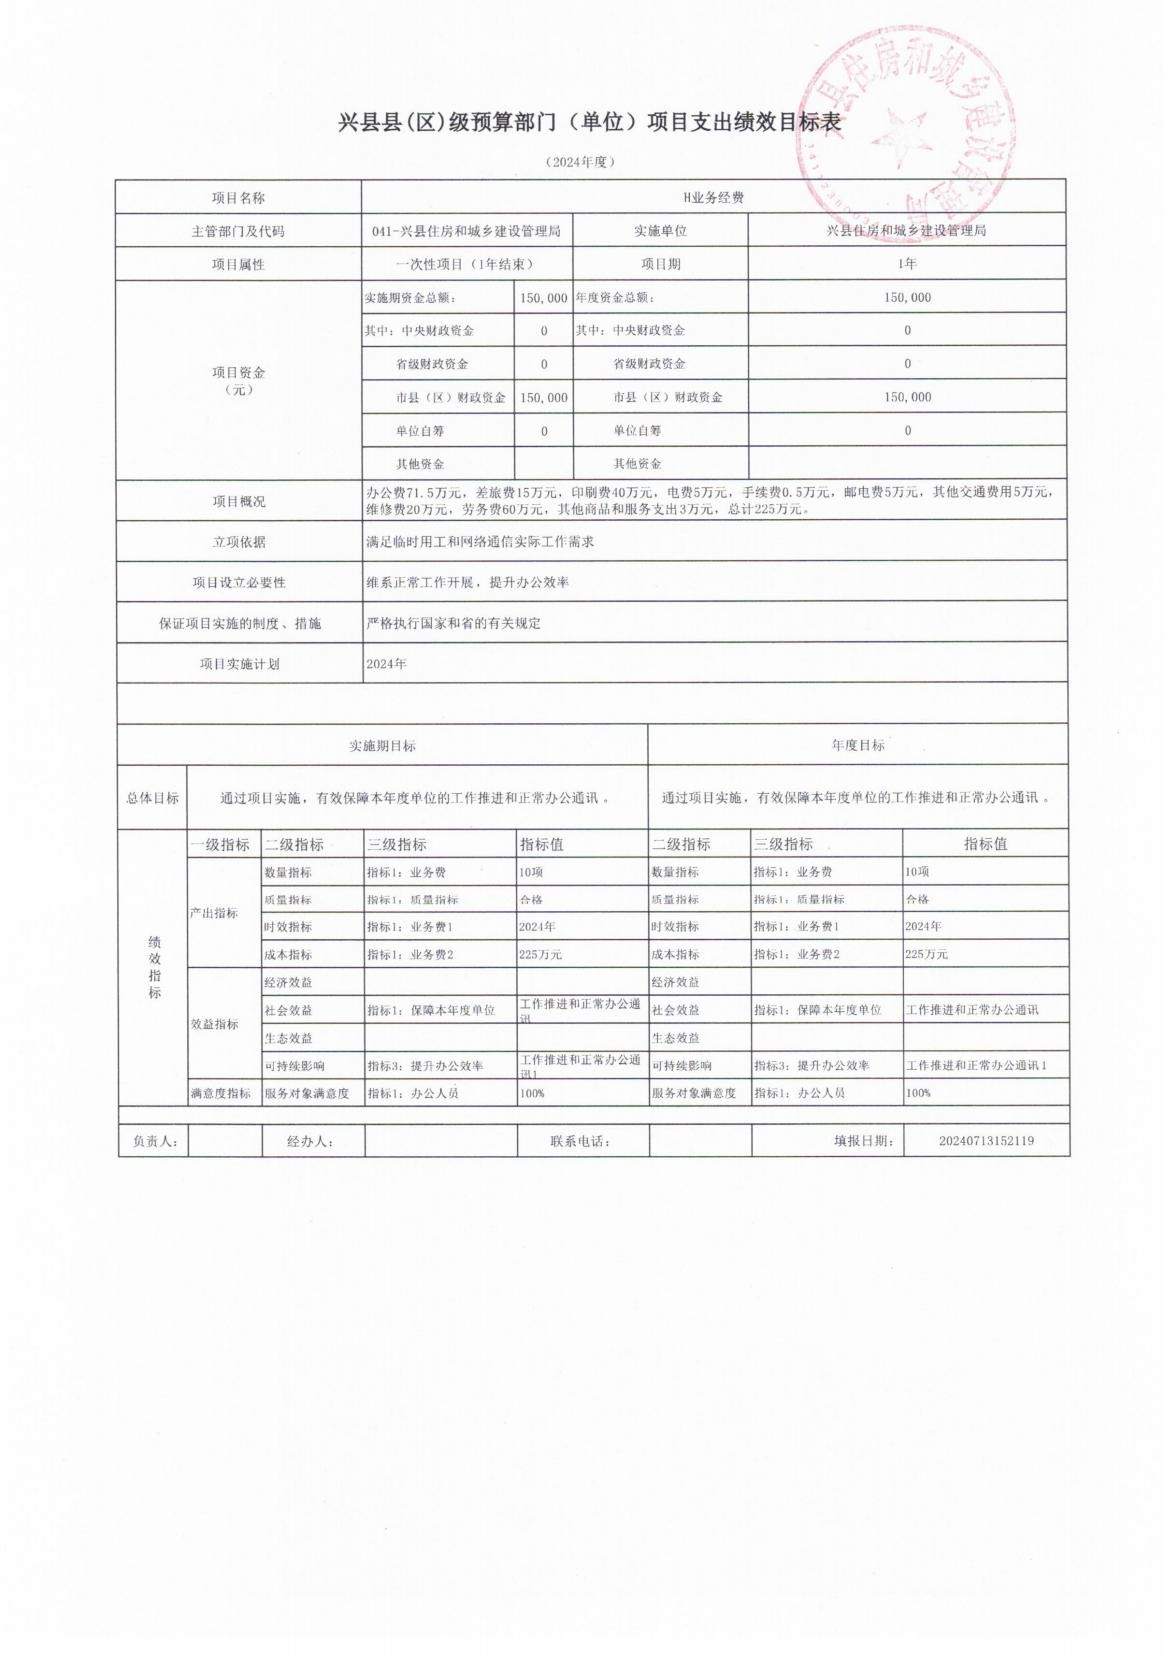 兴县县(区)级预算部门（单位）项目支出绩效目标表
（2024年度）
项目名称 H业务经费
主管部门及代码 041-兴县住房和城乡建设管理局 实施单位 兴县住房和城乡建设管理局
项目属性 一次性项目（1年结束） 项目期 1年
项目资金
（元）
实施期资金总额： 150,000 年度资金总额： 150,000
其中：中央财政资金 0 其中：中央财政资金 0
省级财政资金 0 省级财政资金 0
市县（区）财政资金 150,000 市县（区）财政资金 150,000
单位自筹 0 单位自筹 0
其他资金 其他资金
项目概况 办公费71.5万元，差旅费15万元，印刷费40万元，电费5万元，手续费0.5万元，邮电费5万元，其他交通费用5万元，
维修费20万元，劳务费60万元，其他商品和服务支出3万元，总计225万元。
立项依据 满足临时用工和网络通信实际工作需求
项目设立必要性 维系正常工作开展，提升办公效率
保证项目实施的制度、措施 严格执行国家和省的有关规定
项目实施计划 2024年
实施期目标 年度目标
总体目标 通过项目实施，有效保障本年度单位的工作推进和正常办公通讯。 通过项目实施，有效保障本年度单位的工作推进和正常办公通讯。
绩效指标
一级指标 二级指标 三级指标 指标值 二级指标 三级指标 指标值
产出指标
数量指标 指标1：业务费 10项 数量指标 指标1：业务费 10项
质量指标 指标1：质量指标 合格 质量指标 指标1：质量指标 合格
时效指标 指标1：业务费1 2024年 时效指标 指标1：业务费1 2024年
成本指标 指标1：业务费2 225万元 成本指标 指标1：业务费2 225万元
效益指标
经济效益 经济效益
社会效益 指标1：保障本年度单位 工作推进和正常办公通讯 社会效益 指标1：保障本年度单位 工作推进和正常办公通讯
生态效益 生态效益
可持续影响 指标3：提升办公效率 工作推进和正常办公通讯1 可持续影响 指标3：提升办公效率 工作推进和正常办公通讯1
满意度指标 服务对象满意度 指标1：办公人员 100% 服务对象满意度 指标1：办公人员 100%
负责人： 经办人： 联系电话： 填报日期： 20240713152119
兴县住房和城乡建设管理局